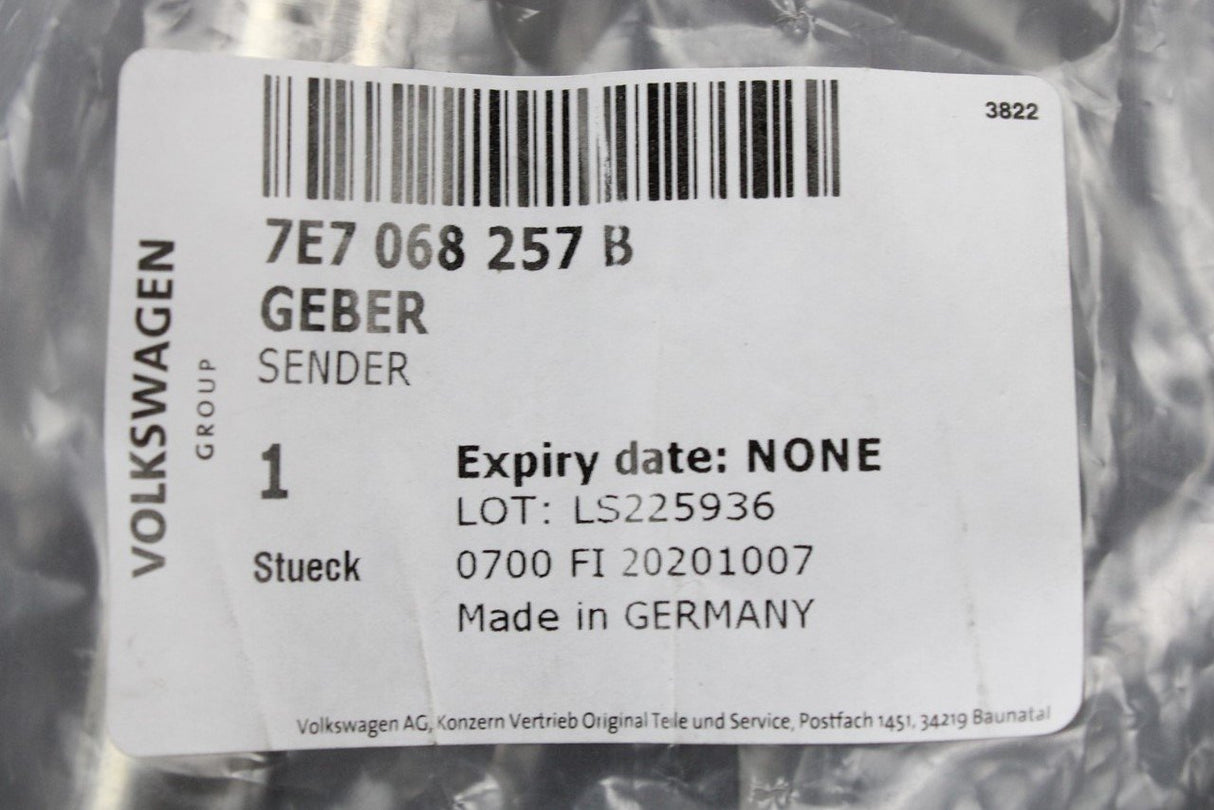 3822
7E7 068 257 B
GEBER
SENDER
VOLKSWAGEN
GROUP
1
Stueck
Expiry date: NONE
LOT: LS225936
0700 FI 20201007
Made in GERMANY
Volkswagen AG, Konzern Vertrieb Original Teile und Service, Postfach 1451, 34219 Baunatal